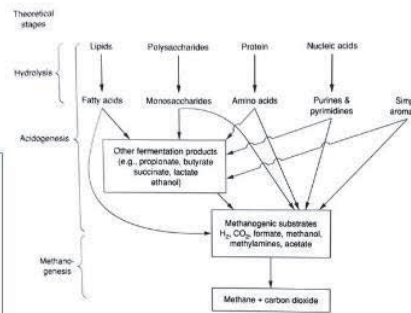 Theoretical
stages
Lipids
Polysaccharides
Protein
Nucleic acids
Hydrolysis
Fatty acids
Monosaccharides
Amino acids
Purines &
pyrimidines
Simp
aroma
Acidogenesis
Other fermentation products
(e.g., propionate, butyrate
succinate, lactate
ethanol)
Methanogenic substrates
H₂, CO₂, formate, methanol,
methylamines, acetate
Methano-
genesis
Methane + carbon dioxide